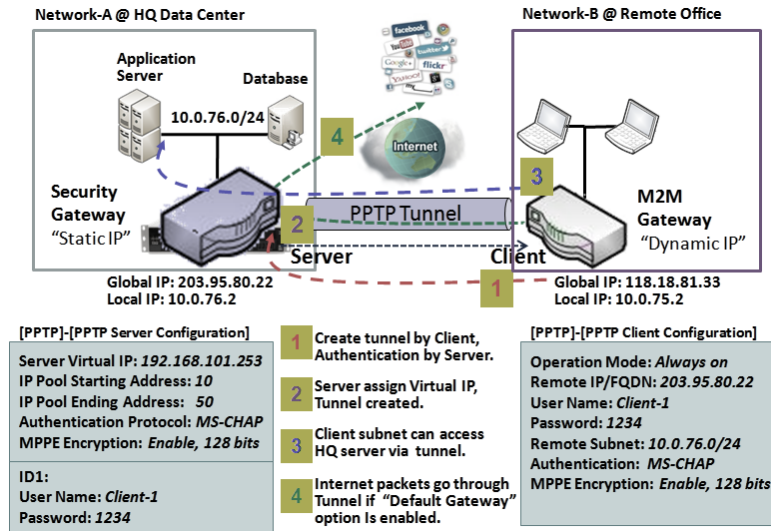 Network-A @ HQ Data Center
Network-B @ Remote Office
Application
Server
Database
10.0.76.0/24
facebook
YouTube
twitter
Google+
flickr
Yahoo!
my
Internet
4
3
Security
Gateway
"Static IP"
PPTP Tunnel
2
Server
Client
M2M
Gateway
"Dynamic IP"
1
Global IP: 203.95.80.22
Local IP: 10.0.76.2
Global IP: 118.18.81.33
Local IP: 10.0.75.2
[PPTP]-[PPTP Server Configuration]
Server Virtual IP: 192.168.101.253
IP Pool Starting Address: 10
IP Pool Ending Address: 50
Authentication Protocol: MS-CHAP
MPPE Encryption: Enable, 128 bits
ID1:
User Name: Client-1
Password: 1234
1 Create tunnel by Client,
Authentication by Server.
2 Server assign Virtual IP,
Tunnel created.
3 Client subnet can access
HQ server via tunnel.
4 Internet packets go through
Tunnel if "Default Gateway"
option Is enabled.
[PPTP]-[PPTP Client Configuration]
Operation Mode: Always on
Remote IP/FQDN: 203.95.80.22
User Name: Client-1
Password: 1234
Remote Subnet: 10.0.76.0/24
Authentication: MS-CHAP
MPPE Encryption: Enable, 128 bits